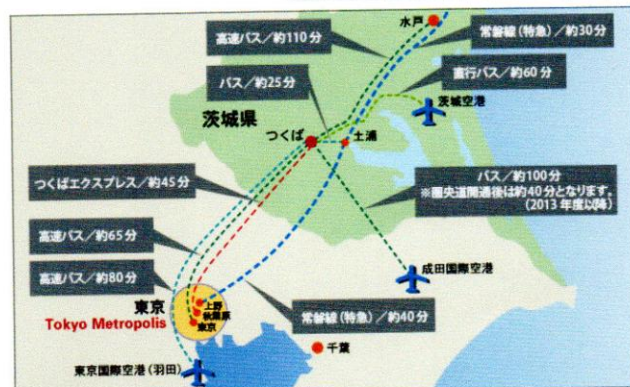 水戸
高速バス／約110分
常磐線(特急)／約30分
バス／約25分
直行バス／約60分
茨城県
茨城空港
つくば
土浦
つくばエクスプレス／約45分
バス／約100分
※圏央道開通後は約40分となります。
(2013年度以降)
高速バス／約65分
高速バス／約80分
成田国際空港
東京
Tokyo Metropolis
上野
秋葉原
東京
常磐線(特急)／約40分
千葉
東京国際空港(羽田)